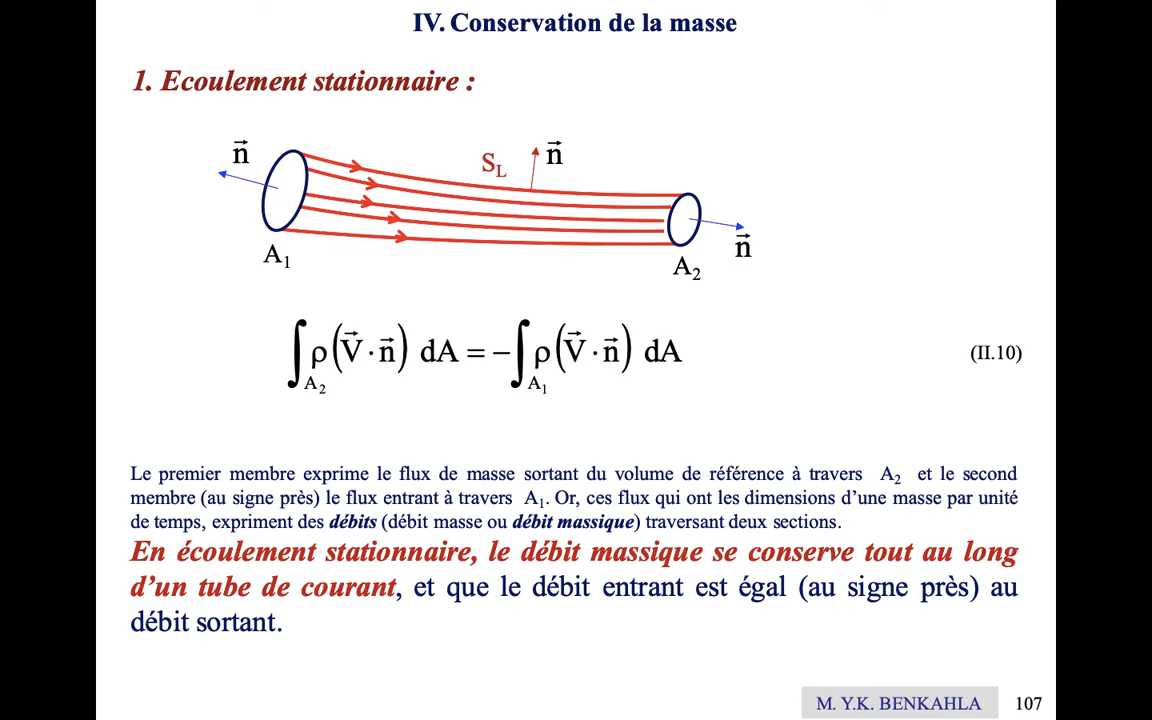 IV. Conservation de la masse
1. Ecoulement stationnaire :
n⃗
S_L
n⃗
A₁
A₂
n⃗
∫_{A₂} ρ(V⃗ · n⃗) dA = − ∫_{A₁} ρ(V⃗ · n⃗) dA (II.10)
Le premier membre exprime le flux de masse sortant du volume de référence à travers A₂ et le second
membre (au signe près) le flux entrant à travers A₁. Or, ces flux qui ont les dimensions d’une masse par unité
de temps, expriment des débits (débit masse ou débit massique) traversant deux sections.
En écoulement stationnaire, le débit massique se conserve tout au long
d’un tube de courant, et que le débit entrant est égal (au signe près) au
débit sortant.
M. Y.K. BENKAHLA 107